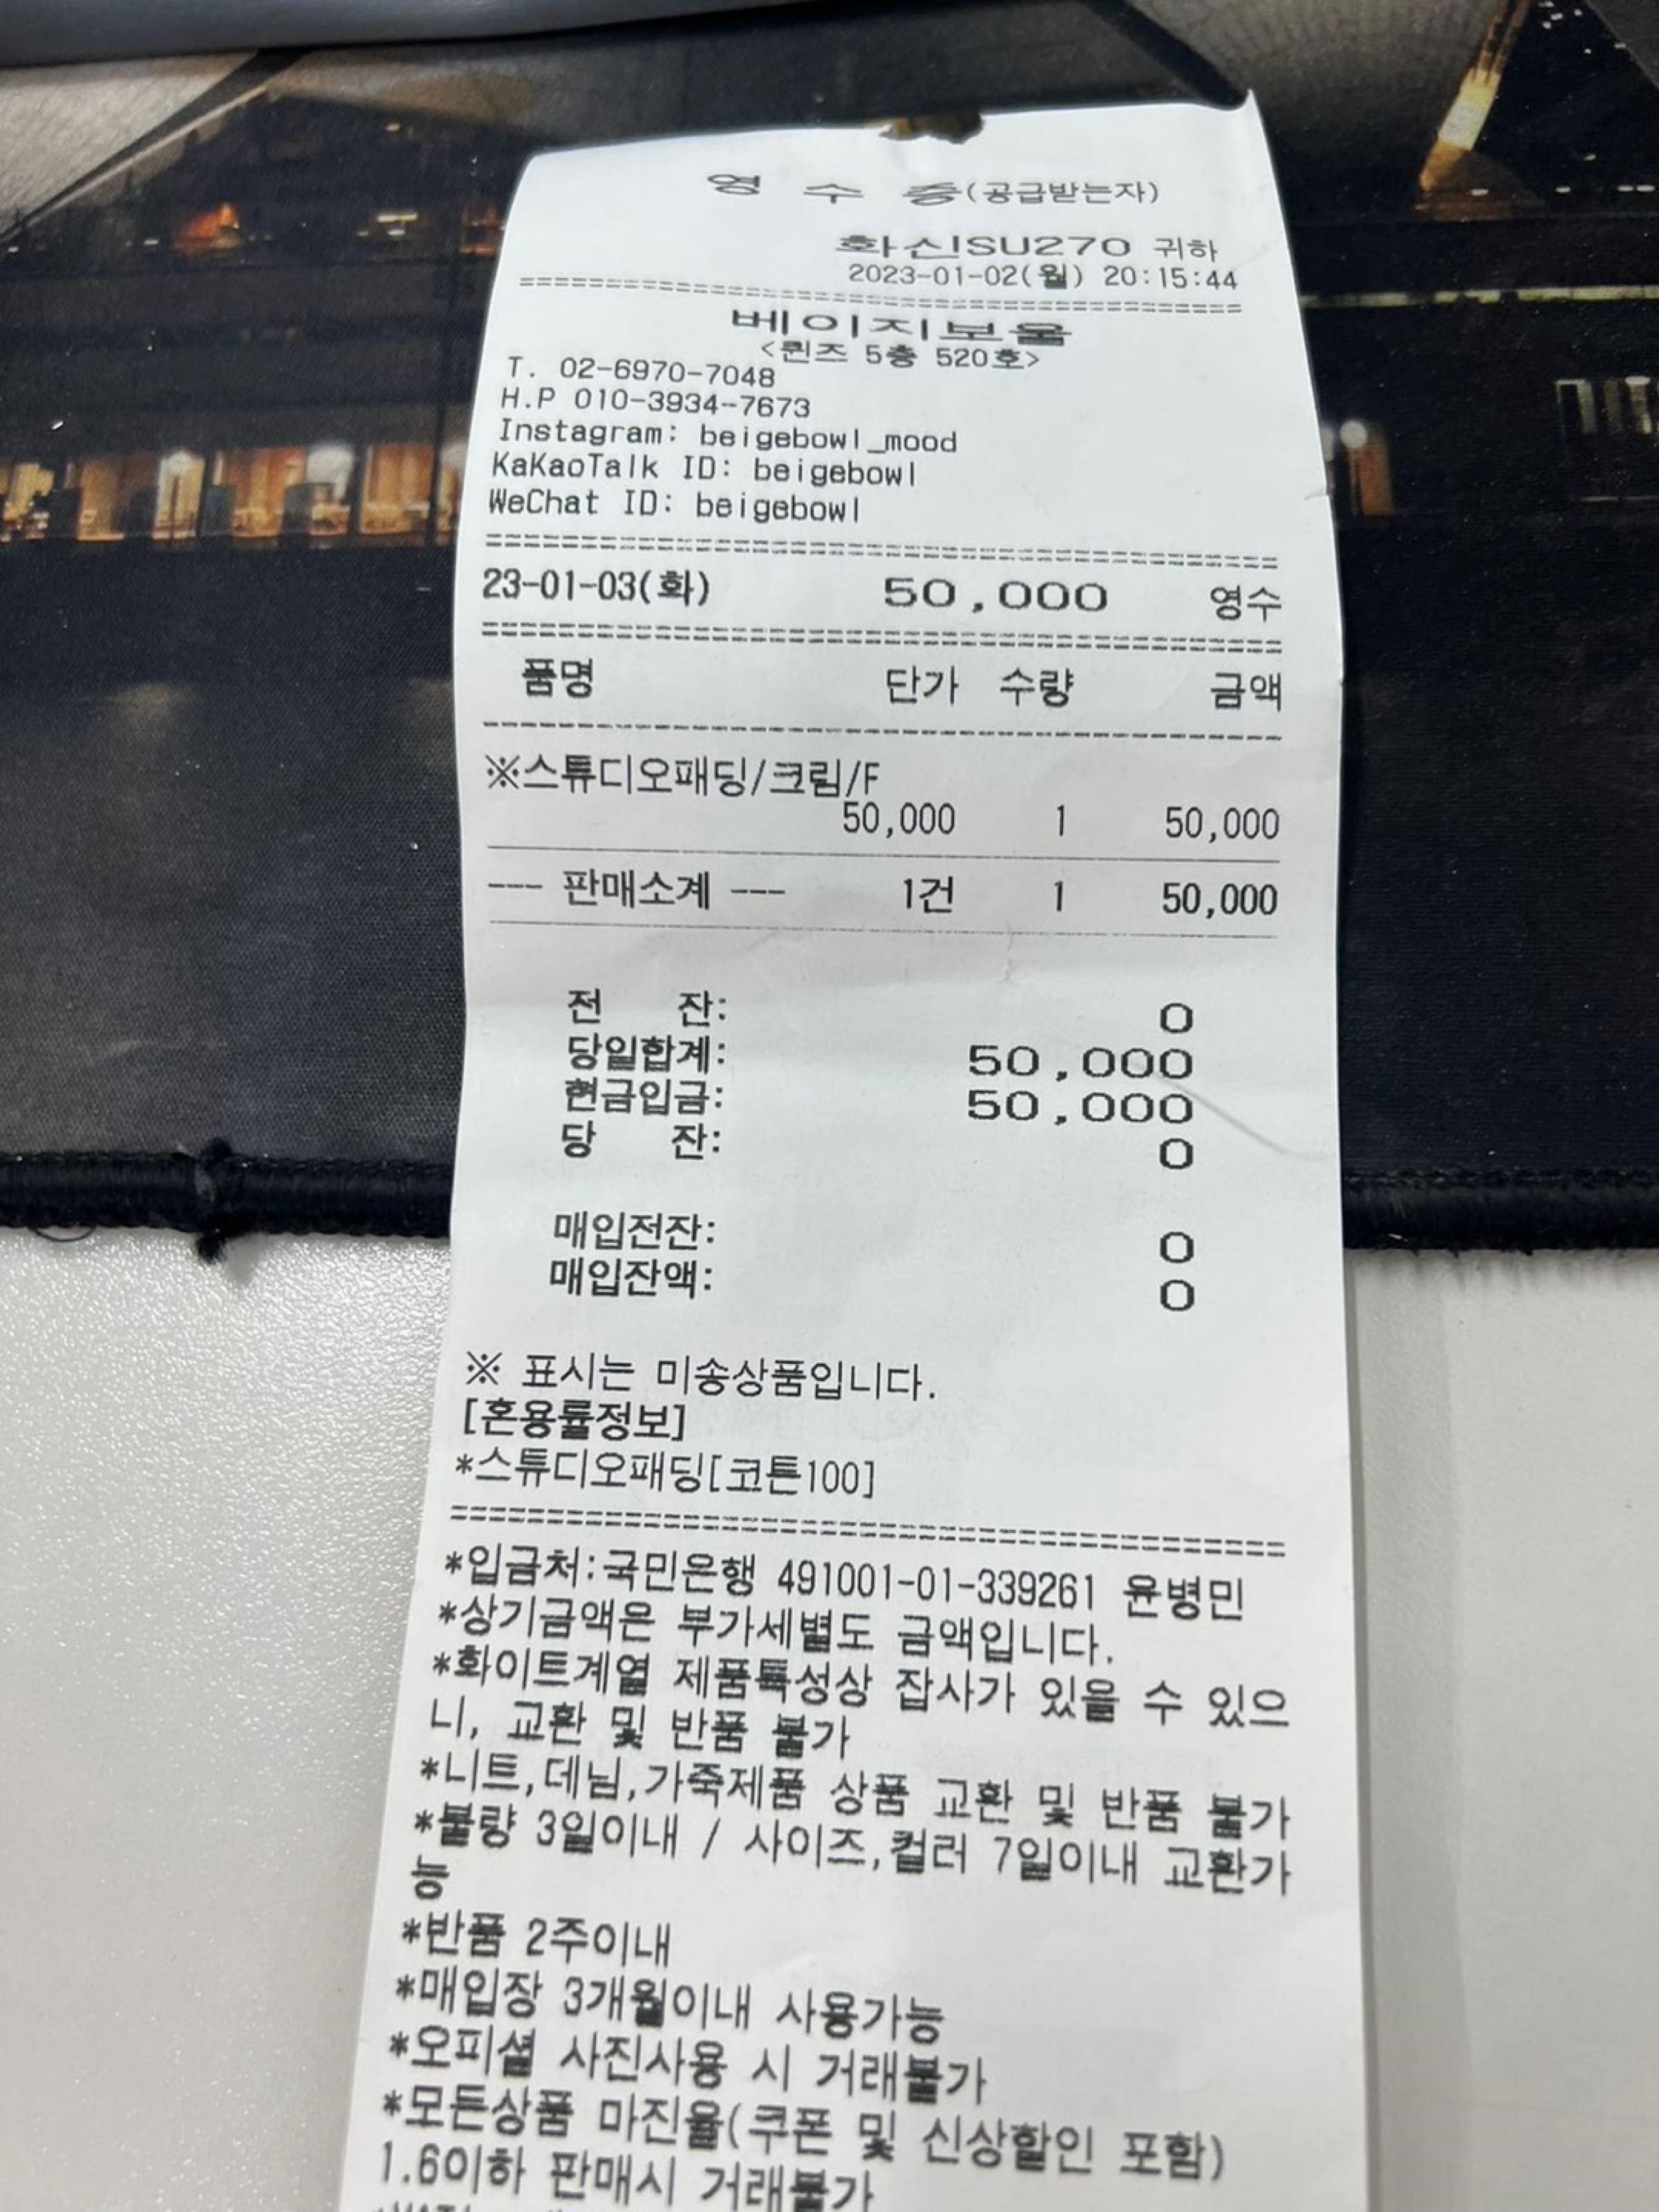 영 수 증(공급받는자)
화신SU270 귀하
2023-01-02(월) 20:15:44
베이지보울
<퀸즈 5층 520호>
T. 02-6970-7048
H.P 010-3934-7673
Instagram: beigebowl_mood
KaKaoTalk ID: beigebowl
WeChat ID: beigebowl
23-01-03(화) 50,000 영수
품명 단가 수량 금액
※스튜디오패딩/크림/F
50,000 1 50,000
--- 판매소계 --- 1건 1 50,000
전 잔: 0
당일합계: 50,000
현금입금: 50,000
당 잔: 0
매입전잔: 0
매입잔액: 0
※ 표시는 미송상품입니다.
[혼용률정보]
*스튜디오패딩[코튼100]
*입금처:국민은행 491001-01-339261 윤병민
*상기금액은 부가세별도 금액입니다.
*화이트계열 제품특성상 잡사가 있을 수 있으
니, 교환 및 반품 불가
*니트,데님,가죽제품 상품 교환 및 반품 불가
*불량 3일이내 / 사이즈,컬러 7일이내 교환가
능
*반품 2주이내
*매입장 3개월이내 사용가능
*오피셜 사진사용 시 거래불가
*모든상품 마진율(쿠폰 및 신상할인 포함)
1.6이하 판매시 거래불가